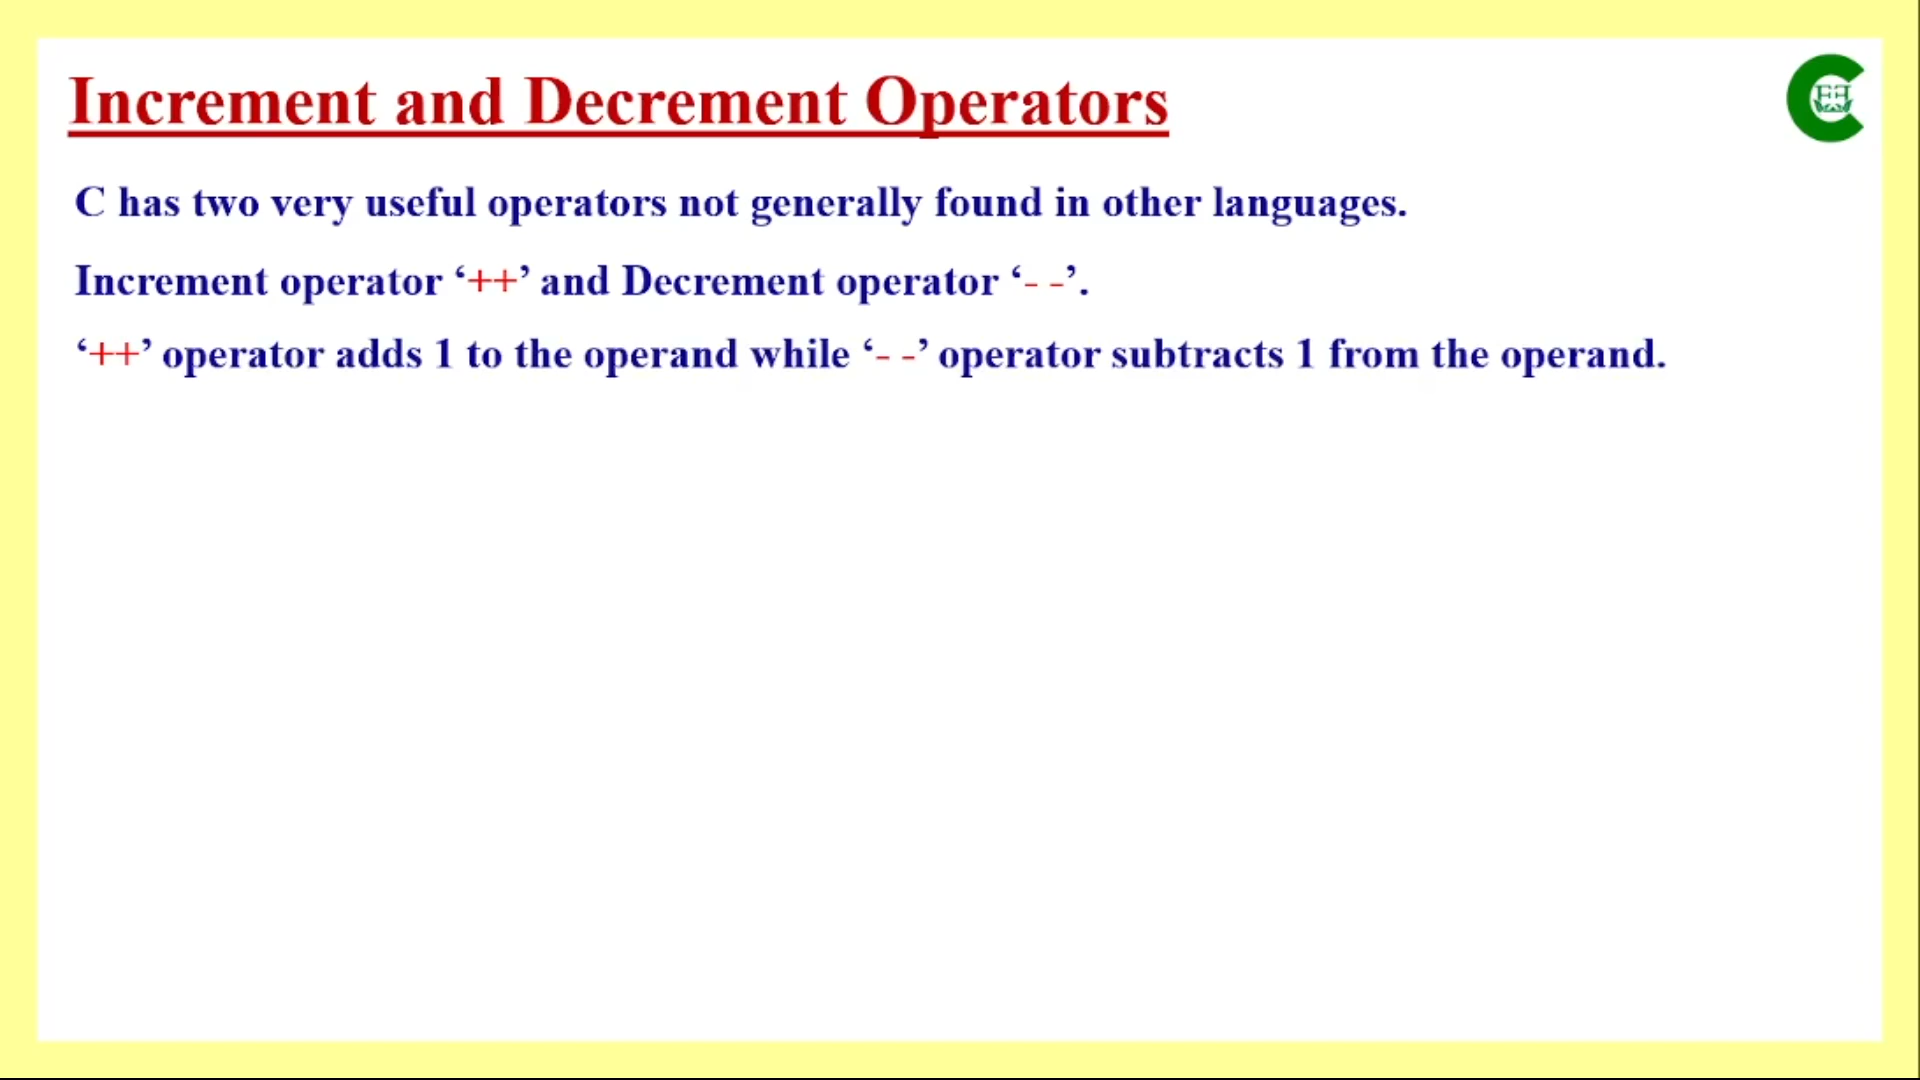 Increment and Decrement Operators
C has two very useful operators not generally found in other languages.
Increment operator ‘++’ and Decrement operator ‘- -’.
‘++’ operator adds 1 to the operand while ‘- -’ operator subtracts 1 from the operand.